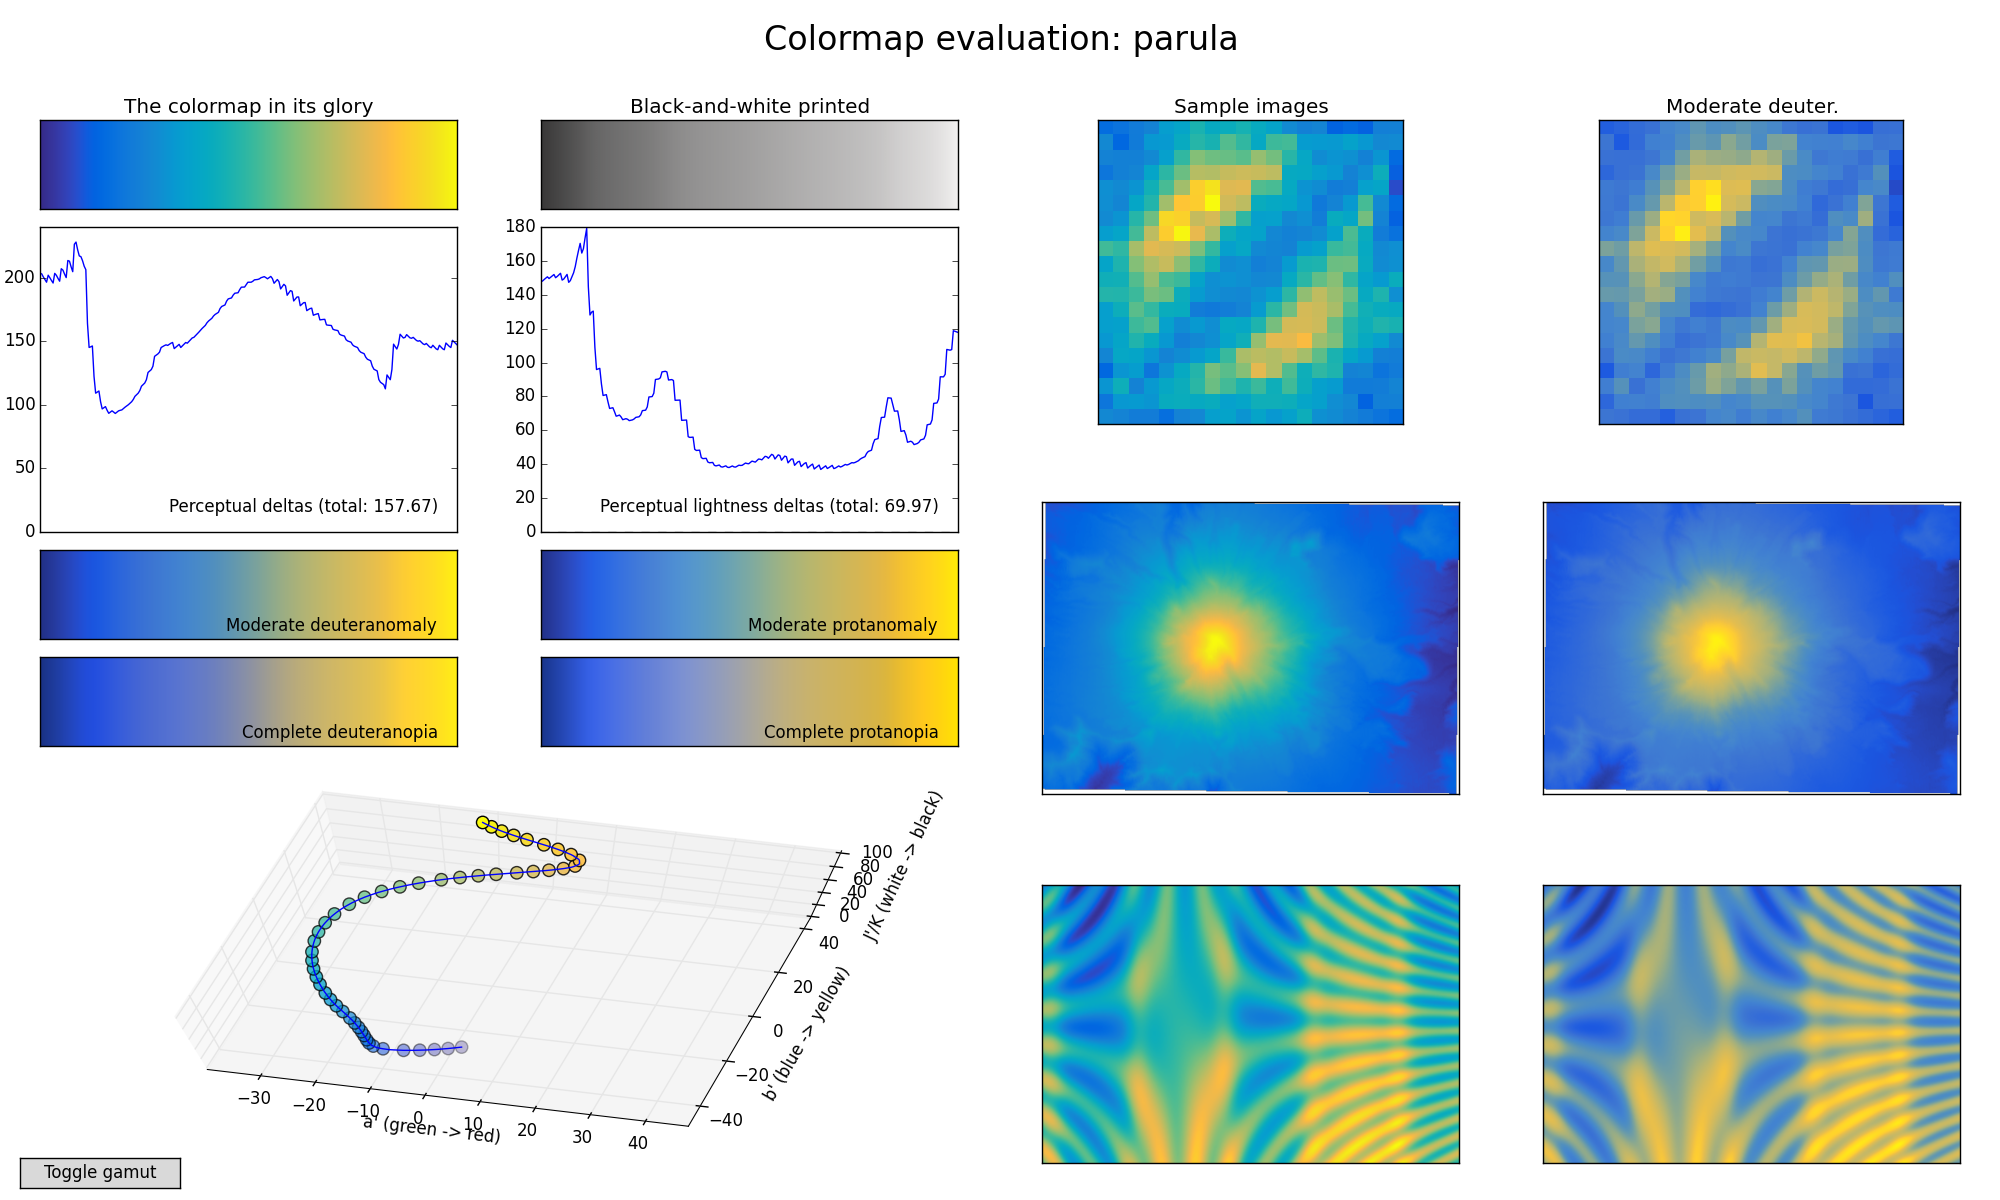 Colormap evaluation: parula
The colormap in its glory
Black-and-white printed
Sample images
Moderate deuter.
200
150
100
50
0
Perceptual deltas (total: 157.67)
180
160
140
120
100
80
60
40
20
0
Perceptual lightness deltas (total: 69.97)
Moderate deuteranomaly
Moderate protanomaly
Complete deuteranopia
Complete protanopia
100
80
60
40
20
0
J'/K (white -> black)
40
20
0
−20
−40
b' (blue -> yellow)
−30
−20
−10
0
10
20
30
40
a' (green -> red)
Toggle gamut